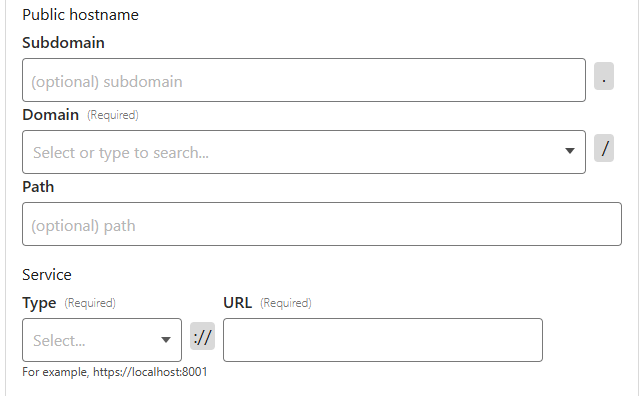 Public hostname
Subdomain
(optional) subdomain
.
Domain (Required)
Select or type to search...
/
Path
(optional) path
Service
Type (Required) URL (Required)
Select... ://
For example, https://localhost:8001